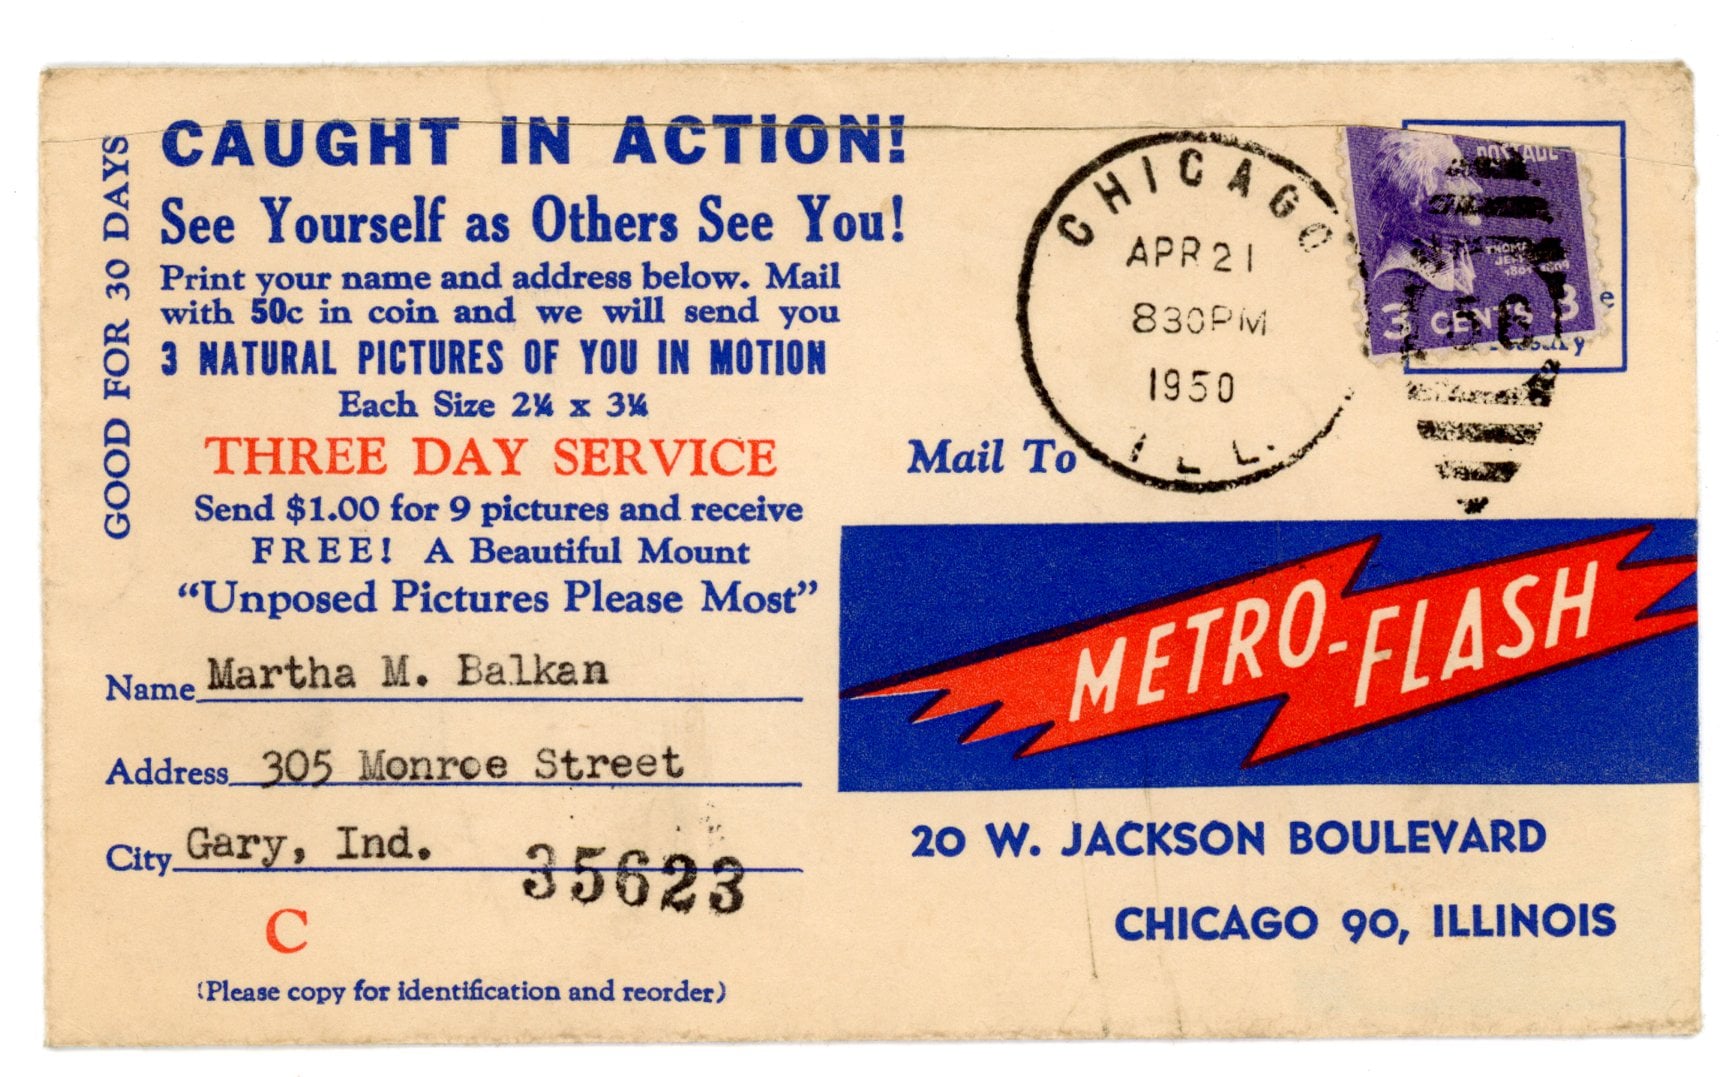 GOOD FOR 30 DAYS
CAUGHT IN ACTION!
See Yourself as Others See You!
Print your name and address below. Mail
with 50c in coin and we will send you
3 NATURAL PICTURES OF YOU IN MOTION
Each Size 2¼ x 3¼
THREE DAY SERVICE
Send $1.00 for 9 pictures and receive
FREE! A Beautiful Mount
“Unposed Pictures Please Most”
Name Martha M. Balkan
Address 305 Monroe Street
City Gary, Ind.
35623
C
(Please copy for identification and reorder)
CHICAGO
APR 21
830 PM
1950
ILL.
POSTAGE
3 CENTS 3
Mail To
METRO-FLASH
20 W. JACKSON BOULEVARD
CHICAGO 90, ILLINOIS